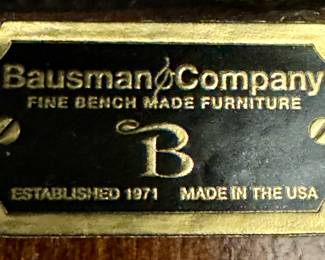 Bausman & Company
FINE BENCH MADE FURNITURE
B
ESTABLISHED 1971 MADE IN THE USA